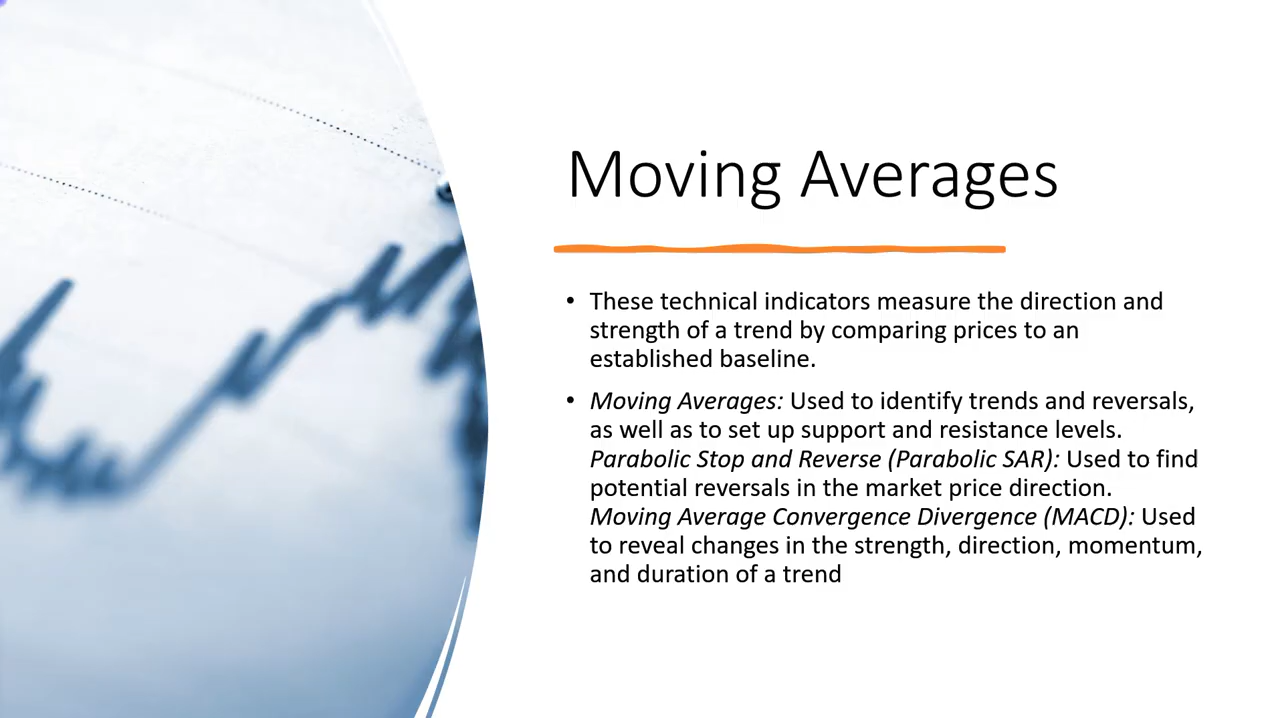 Moving Averages
• These technical indicators measure the direction and
strength of a trend by comparing prices to an
established baseline.
• Moving Averages: Used to identify trends and reversals,
as well as to set up support and resistance levels.
Parabolic Stop and Reverse (Parabolic SAR): Used to find
potential reversals in the market price direction.
Moving Average Convergence Divergence (MACD): Used
to reveal changes in the strength, direction, momentum,
and duration of a trend